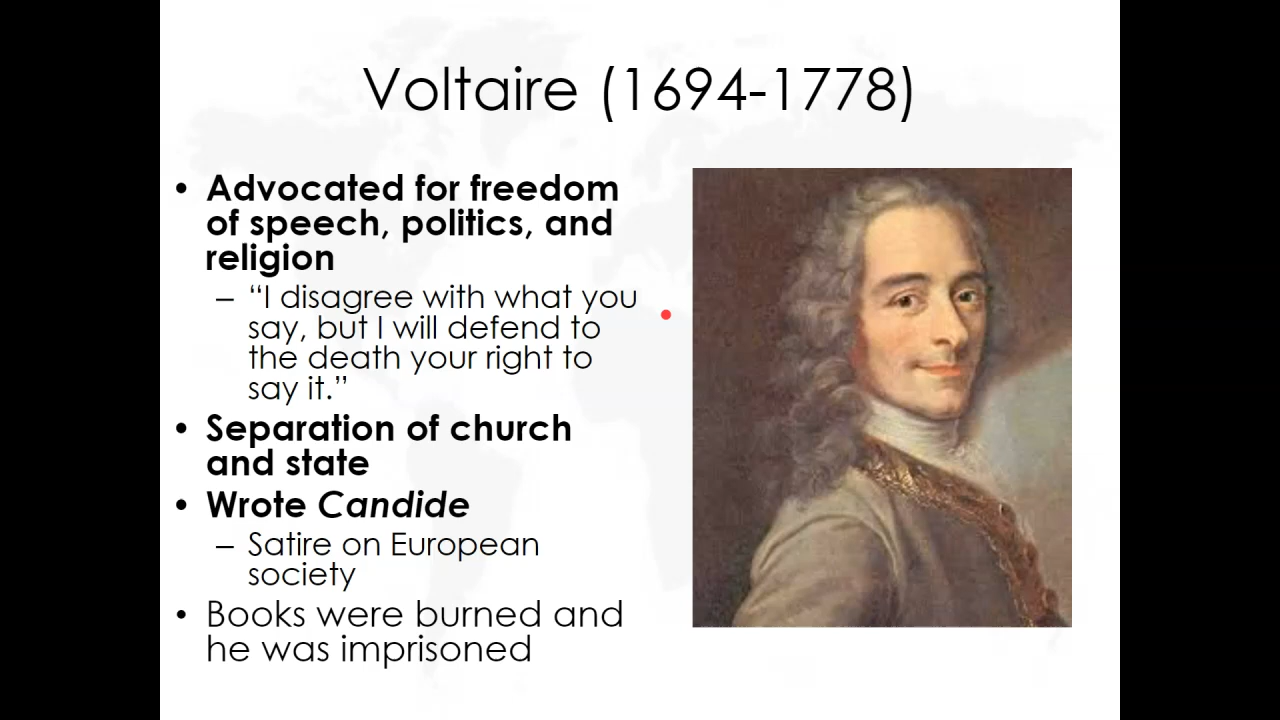 Voltaire (1694-1778)
• Advocated for freedom
of speech, politics, and
religion
– “I disagree with what you
say, but I will defend to
the death your right to
say it.”
• Separation of church
and state
• Wrote Candide
– Satire on European
society
• Books were burned and
he was imprisoned